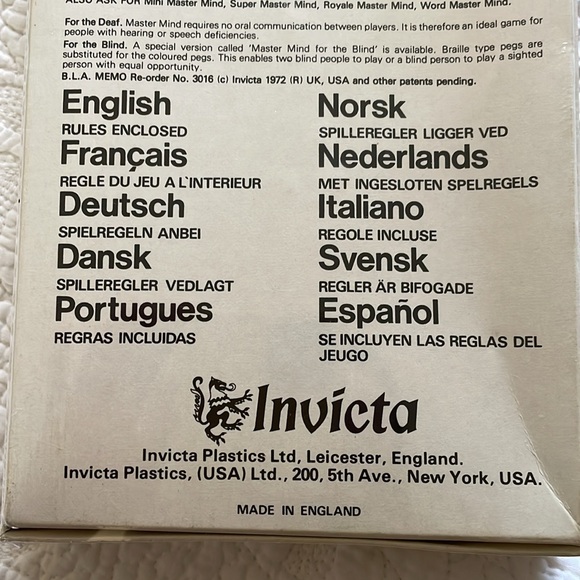 ALSO ASK FOR Mini Master Mind, Super Master Mind, Royale Master Mind, Word Master Mind.
For the Deaf. Master Mind requires no oral communication between players. It is therefore an ideal game for
people with hearing or speech deficiencies.
For the Blind. A special version called 'Master Mind for the Blind' is available. Braille type pegs are
substituted for the coloured pegs. This enables two blind people to play or a blind person to play a sighted
person with equal opportunity.
B.L.A. MEMO Re-order No. 3016 (c) Invicta 1972 (R) UK, USA and other patents pending.
English
RULES ENCLOSED
Français
REGLE DU JEU A L`INTERIEUR
Deutsch
SPIELREGELN ANBEI
Dansk
SPILLEREGLER VEDLAGT
Portugues
REGRAS INCLUIDAS
Norsk
SPILLEREGLER LIGGER VED
Nederlands
MET INGESLOTEN SPELREGELS
Italiano
REGOLE INCLUSE
Svensk
REGLER ÄR BIFOGADE
Español
SE INCLUYEN LAS REGLAS DEL
JEUGO
Invicta
Invicta Plastics Ltd, Leicester, England.
Invicta Plastics, (USA) Ltd., 200, 5th Ave., New York, USA.
MADE IN ENGLAND